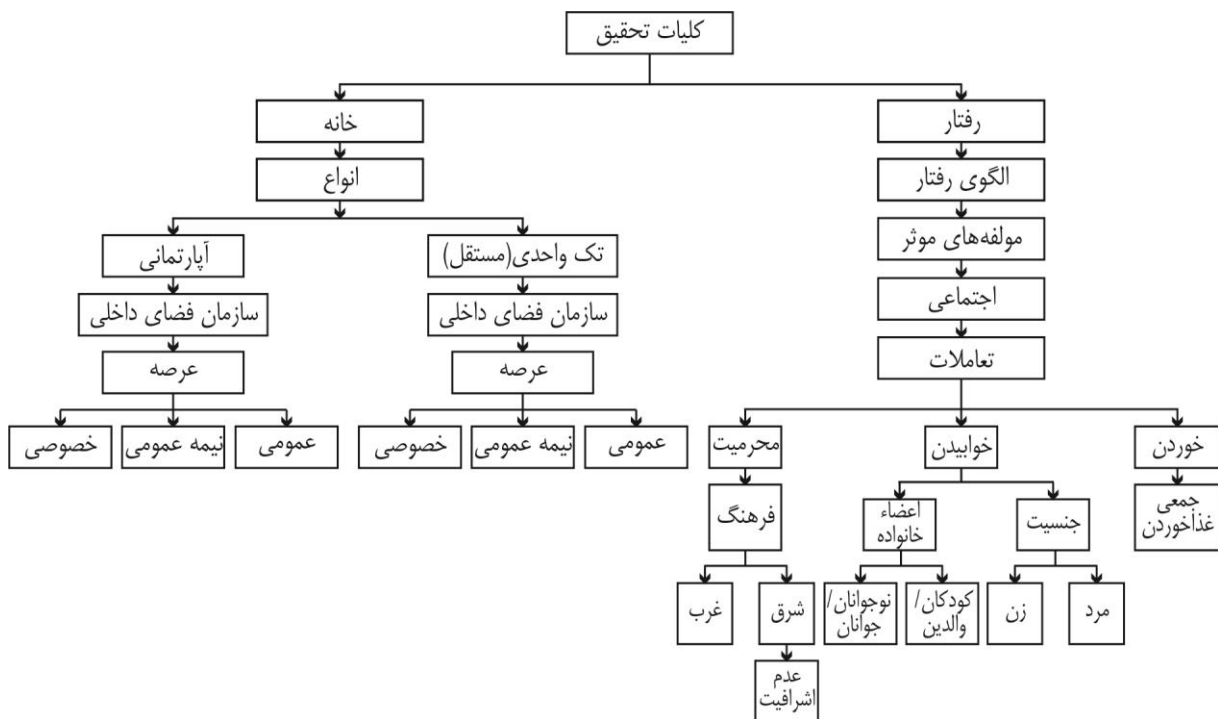 کلیات تحقیق
رفتار
خانه
الگوی رفتار
انواع
مولفه‌های موثر
تک واحدی(مستقل)
آپارتمانی
اجتماعی
سازمان فضای داخلی
سازمان فضای داخلی
تعاملات
عرصه
عرصه
خوردن
خوابیدن
محرمیت
عمومی
نیمه عمومی
خصوصی
عمومی
نیمه عمومی
خصوصی
جمعی
غذاخوردن
جنسیت
اعضاء
خانواده
فرهنگ
مرد
زن
کودکان/
والدین
نوجوانان/
جوانان
شرق
غرب
عدم
اشرافیت